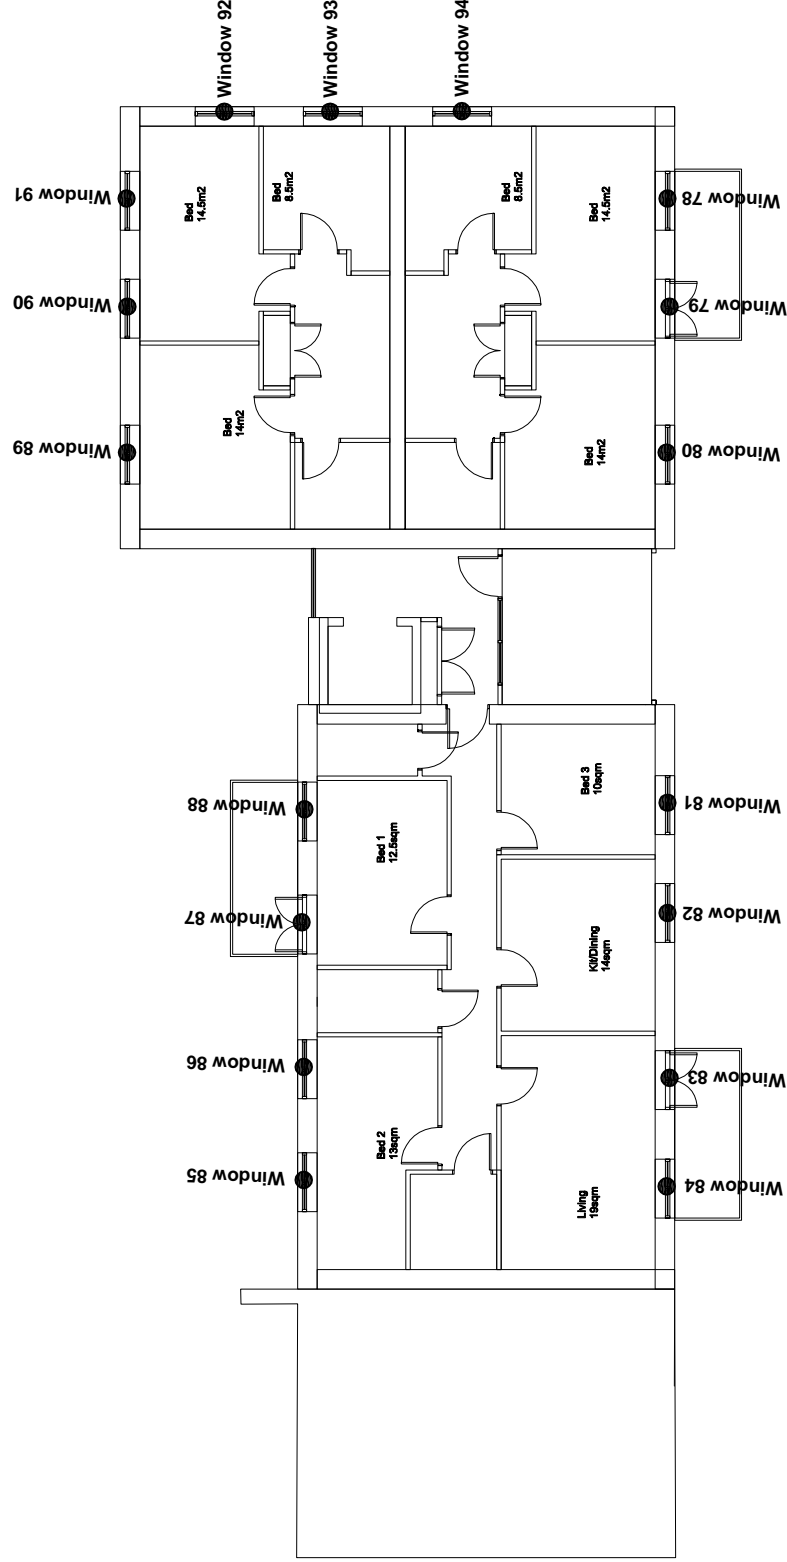 Window 92
Window 93
Window 94
Window 91
Bed
14.5m2
Bed
8.5m2
Bed
8.5m2
Bed
14.5m2
Window 78
Window 90
Window 79
Window 89
Bed
14m2
Bed
14m2
Window 80
Window 88
Bed 1
12.5sqm
Bed 3
10sqm
Window 81
Window 87
Kit/Dining
14sqm
Window 82
Window 86
Window 83
Window 85
Bed 2
13sqm
Living
19sqm
Window 84